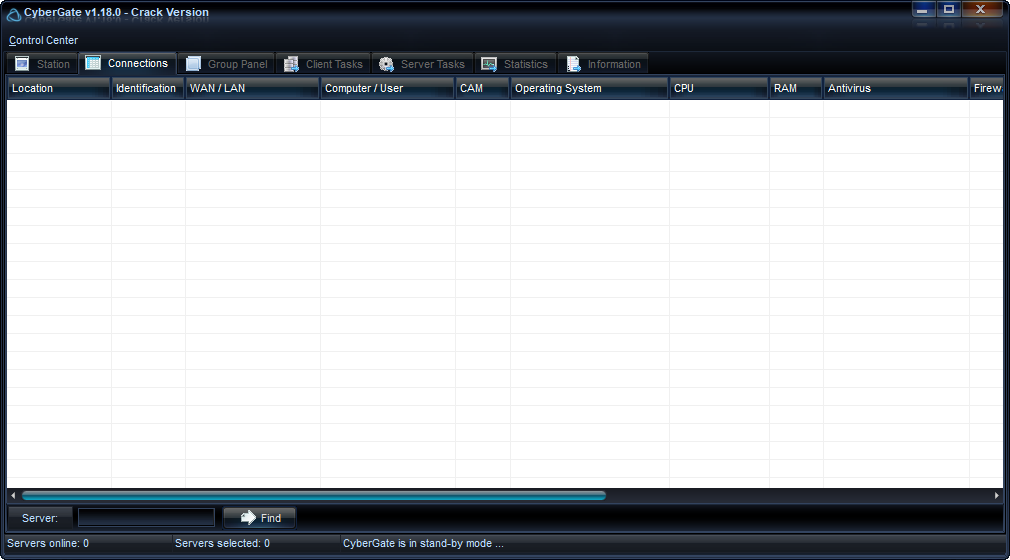 CyberGate v1.18.0 - Crack Version
Control Center
Station Connections Group Panel Client Tasks Server Tasks Statistics Information
Location Identification WAN / LAN Computer / User CAM Operating System CPU RAM Antivirus Firew
Server: Find
Servers online: 0 Servers selected: 0 CyberGate is in stand-by mode ...